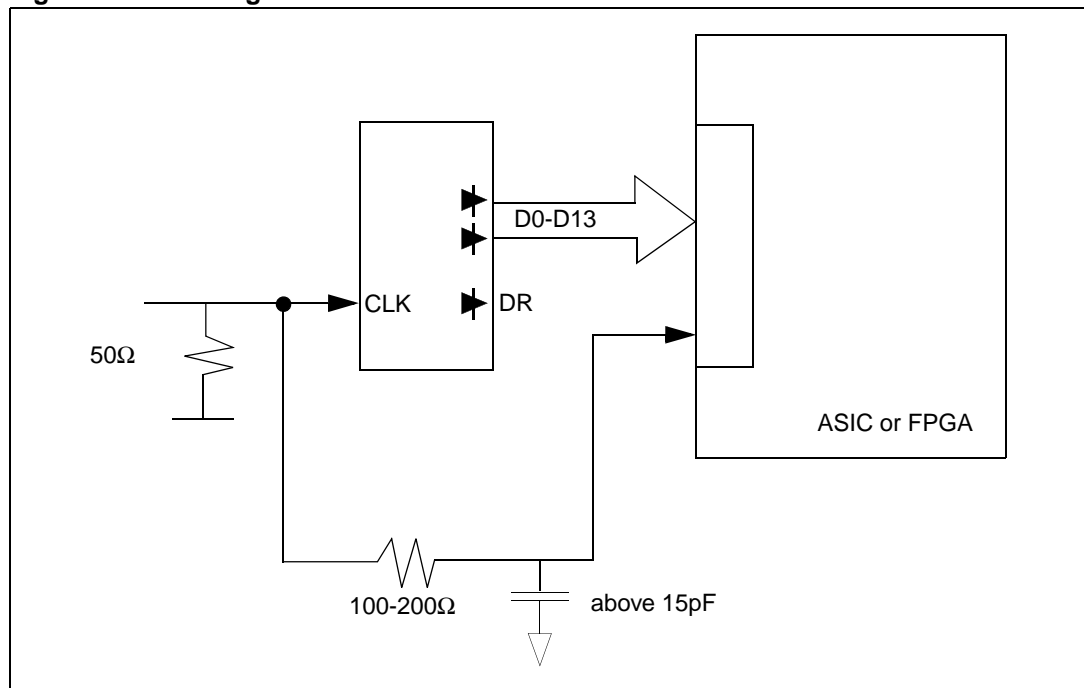 D0-D13
CLK
DR
50Ω
ASIC or FPGA
100-200Ω
above 15pF